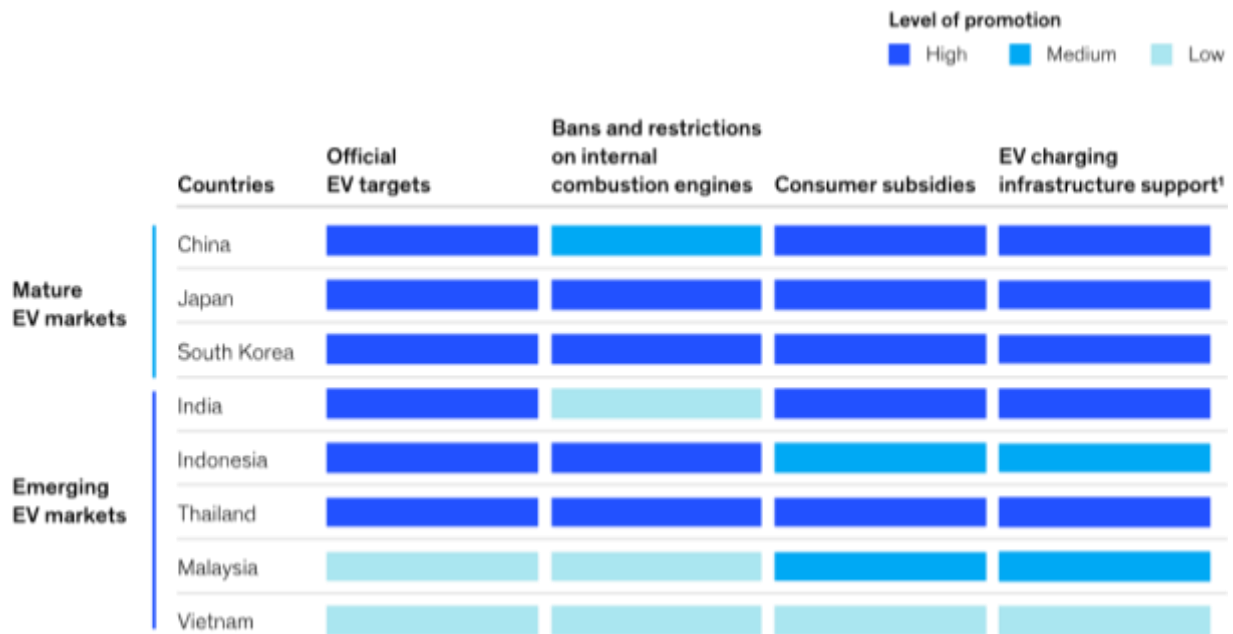 Level of promotion
High Medium Low
Countries
Official
EV targets
Bans and restrictions
on internal
combustion engines
Consumer subsidies
EV charging
infrastructure support¹
Mature
EV markets
China
Japan
South Korea
Emerging
EV markets
India
Indonesia
Thailand
Malaysia
Vietnam